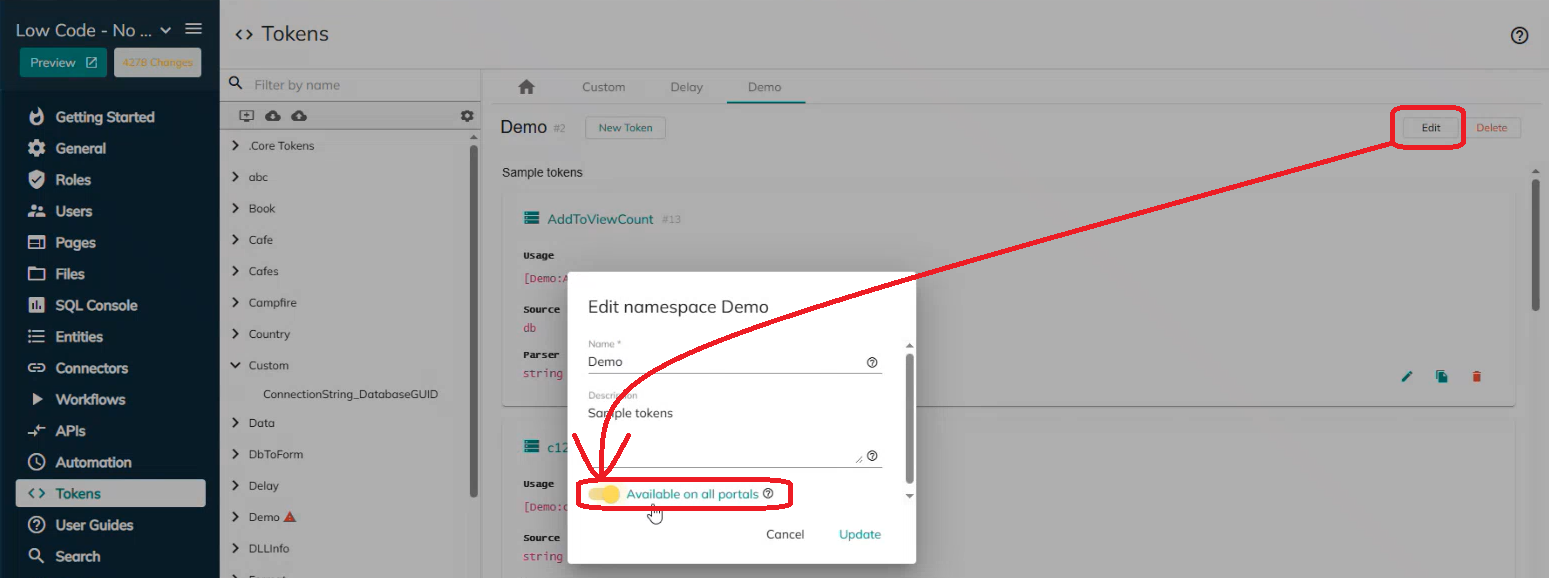 Low Code - No ...
Preview
4278 Changes
Getting Started
General
Roles
Users
Pages
Files
SQL Console
Entities
Connectors
Workflows
APIs
Automation
Tokens
User Guides
Search
<> Tokens
Filter by name
.Core Tokens
abc
Book
Cafe
Cafes
Campfire
Country
Custom
ConnectionString_DatabaseGUID
Data
DbToForm
Delay
Demo
DLLInfo
Custom Delay Demo
Demo #2 New Token Edit Delete
Sample tokens
AddToViewCount #13
Usage
[Demo:A
Source
db
Parser
string
c12
Usage
[Demo:c
Source
string
Edit namespace Demo
Name *
Demo
Description
Sample tokens
Available on all portals
Cancel Update